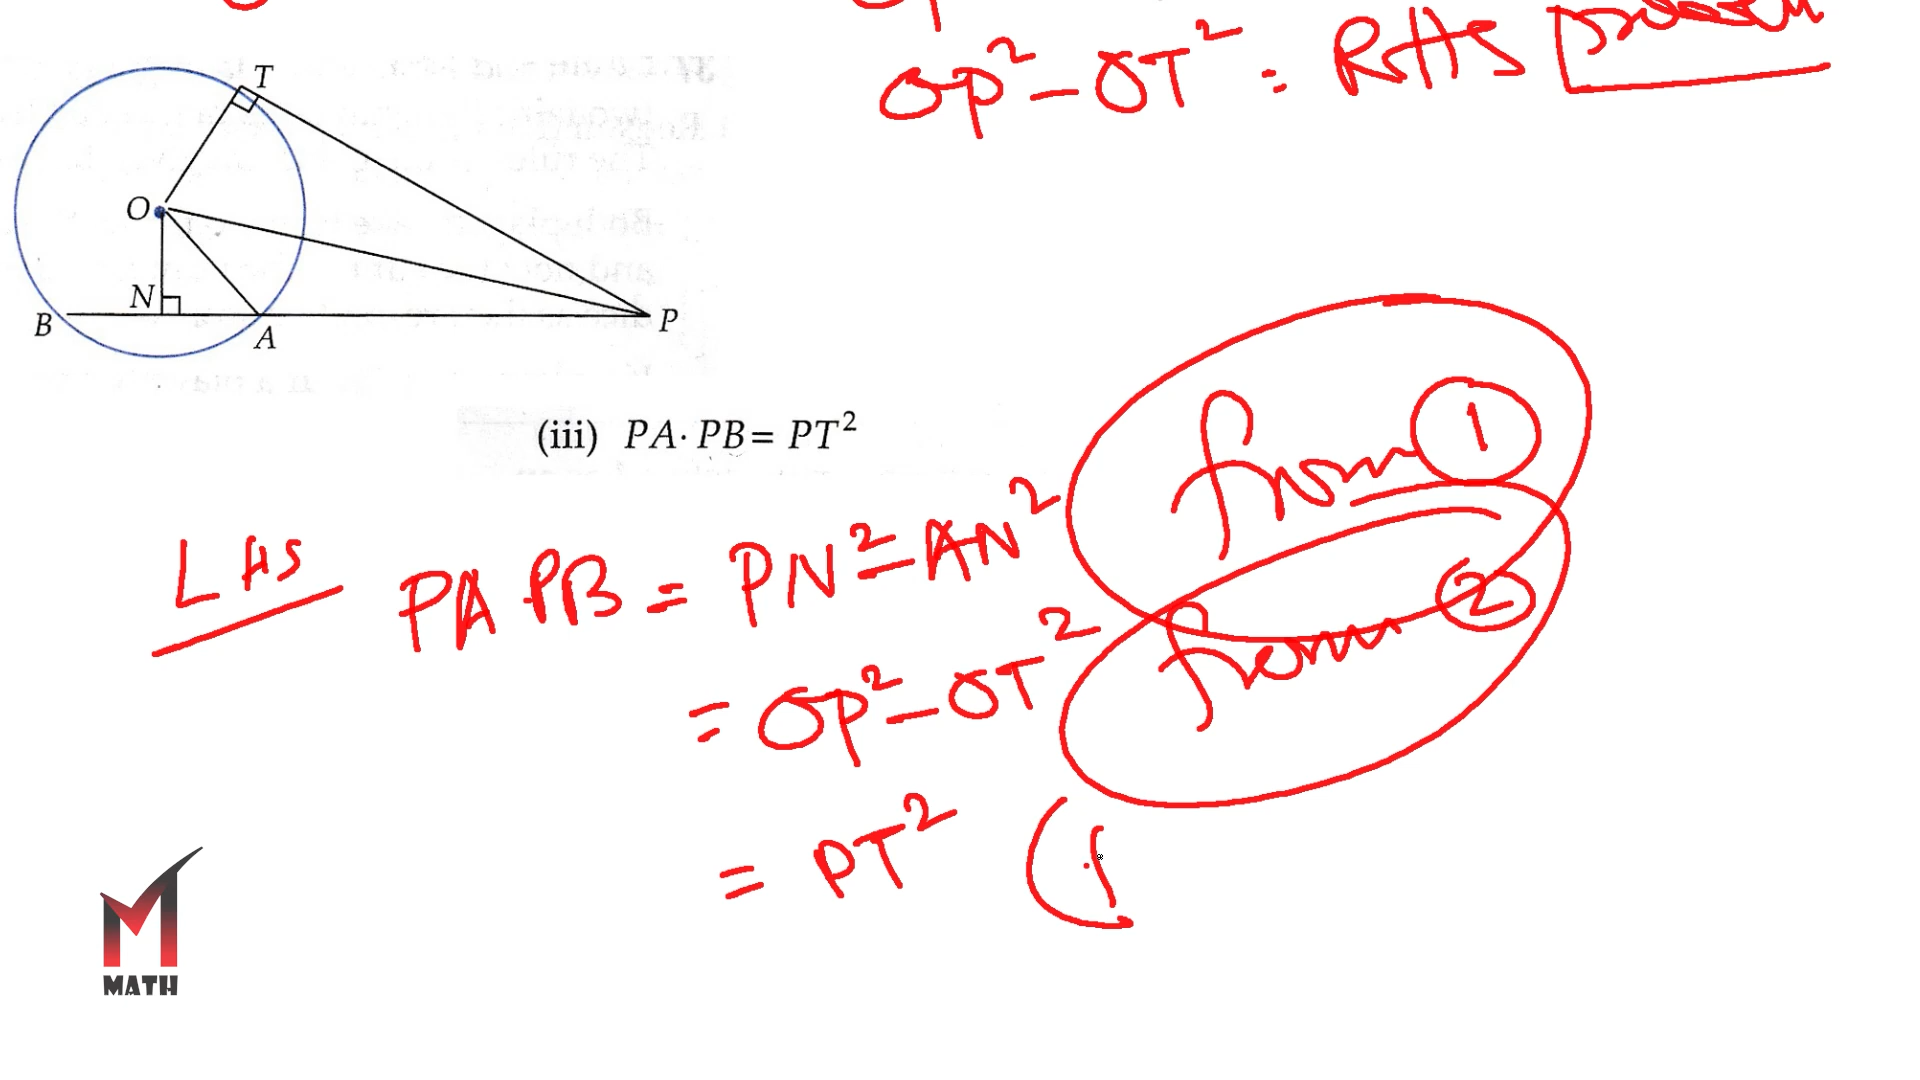 OP² - OT² = RHS
T
O
N
B
A
P
(iii) PA· PB = PT²
from 1
LHS PA PB = PN² - AN²
from 2
= OP² - OT²
= PT² (
MATH